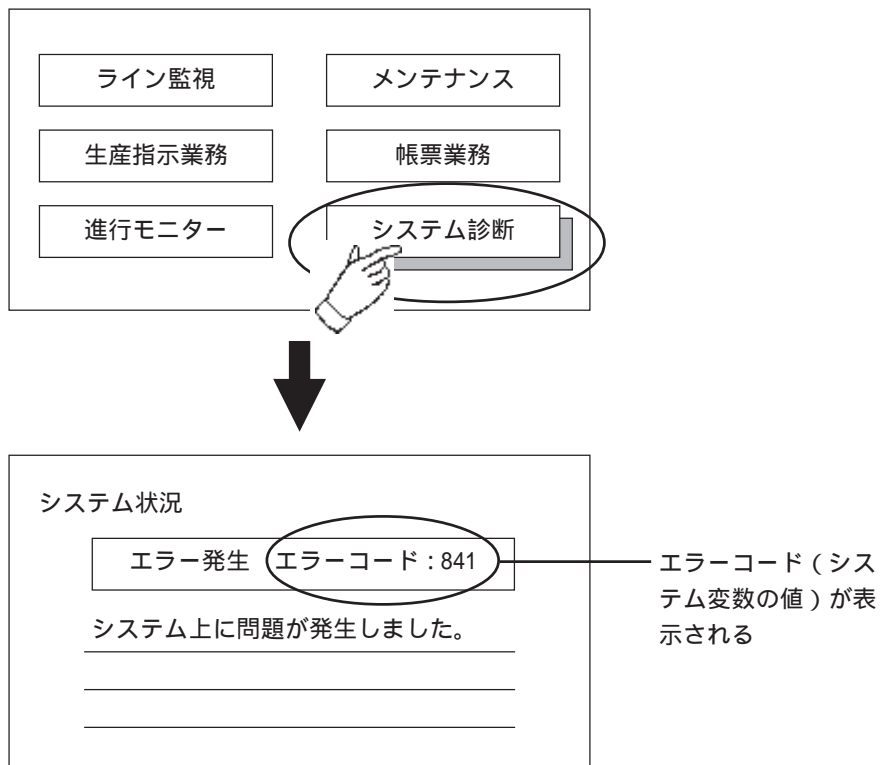 ライン監視 メンテナンス
生産指示業務 帳票業務
進行モニター システム診断
システム状況
エラー発生 エラーコード：841
システム上に問題が発生しました。
エラーコード（シス
テム変数の値）が表
示される